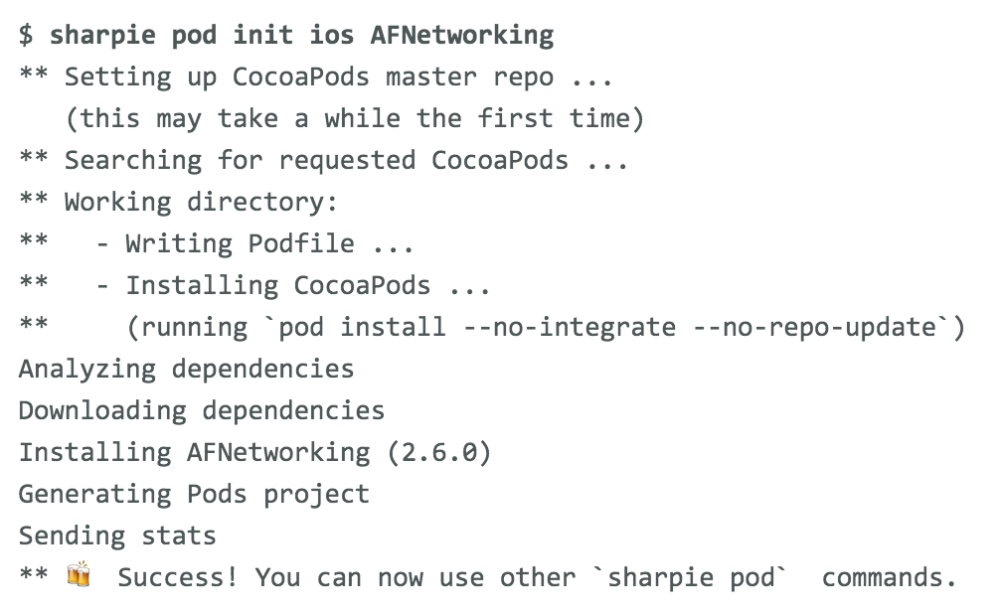 $ sharpie pod init ios AFNetworking
** Setting up CocoaPods master repo ...
   (this may take a while the first time)
** Searching for requested CocoaPods ...
** Working directory:
**   - Writing Podfile ...
**   - Installing CocoaPods ...
**     (running `pod install --no-integrate --no-repo-update`)
Analyzing dependencies
Downloading dependencies
Installing AFNetworking (2.6.0)
Generating Pods project
Sending stats
** 🍻 Success! You can now use other `sharpie pod`  commands.